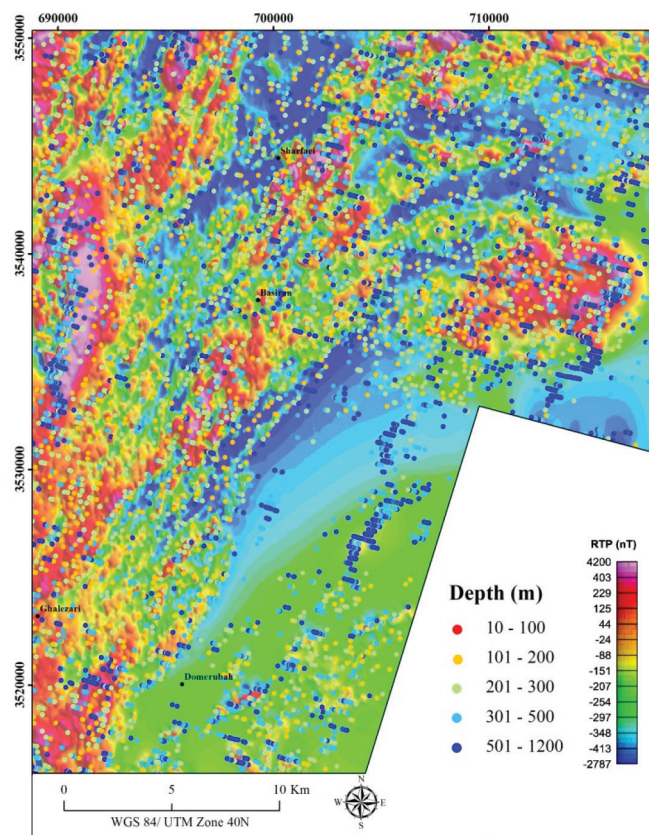 690000 700000 710000
3550000
Sharfaei
3540000
Basiran
3530000
Ghalezari
3520000
Domerubah
RTP (nT)
4200
403
229
125
44
-24
-88
-151
-207
-254
-297
-348
-413
-2787
Depth (m)
10 - 100
101 - 200
201 - 300
301 - 500
501 - 1200
0 5 10 Km
N
W E
S
WGS 84/ UTM Zone 40N